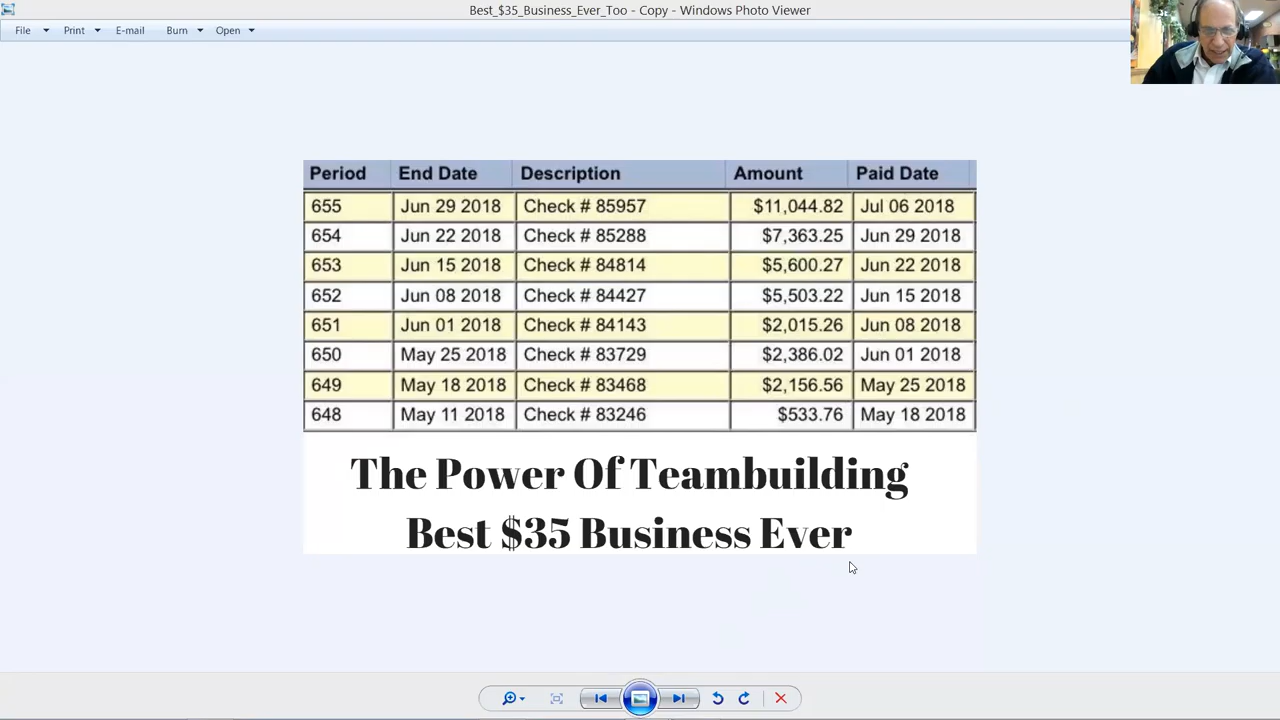 Best_$35_Business_Ever_Too - Copy - Windows Photo Viewer
File Print E-mail Burn Open
Period End Date Description Amount Paid Date
655 Jun 29 2018 Check # 85957 $11,044.82 Jul 06 2018
654 Jun 22 2018 Check # 85288 $7,363.25 Jun 29 2018
653 Jun 15 2018 Check # 84814 $5,600.27 Jun 22 2018
652 Jun 08 2018 Check # 84427 $5,503.22 Jun 15 2018
651 Jun 01 2018 Check # 84143 $2,015.26 Jun 08 2018
650 May 25 2018 Check # 83729 $2,386.02 Jun 01 2018
649 May 18 2018 Check # 83468 $2,156.56 May 25 2018
648 May 11 2018 Check # 83246 $533.76 May 18 2018
The Power Of Teambuilding
Best $35 Business Ever